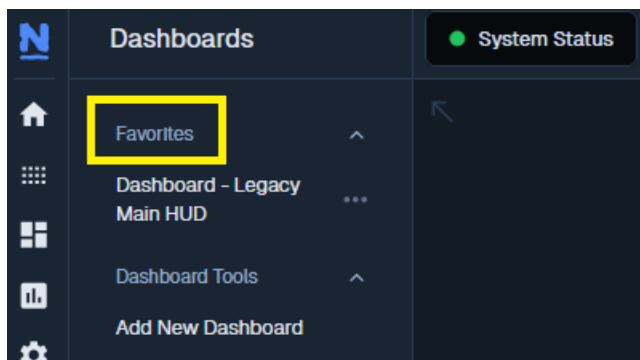 N
Dashboards
System Status
Favorites
Dashboard - Legacy
Main HUD
Dashboard Tools
Add New Dashboard